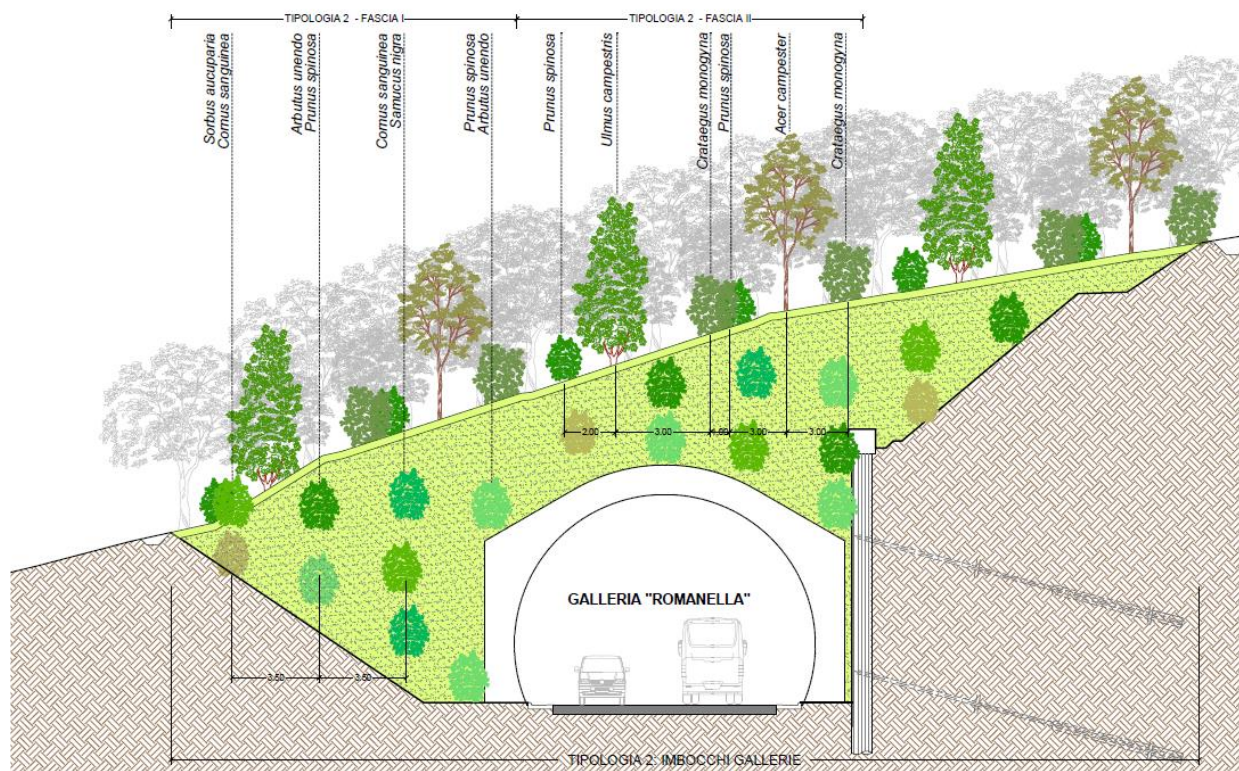 TIPOLOGIA 2 - FASCIA I
TIPOLOGIA 2 - FASCIA II
Sorbus aucuparia
Cornus sanguinea
Arbutus unendo
Prunus spinosa
Cornus sanguinea
Samucus nigra
Prunus spinosa
Arbutus unendo
Prunus spinosa
Ulmus campestris
Crataegus monogyna
Prunus spinosa
Acer campester
Crataegus monogyna
2.00
3.00
1.00
3.00
3.00
GALLERIA "ROMANELLA"
3.50
3.50
TIPOLOGIA 2: IMBOCCHI GALLERIE